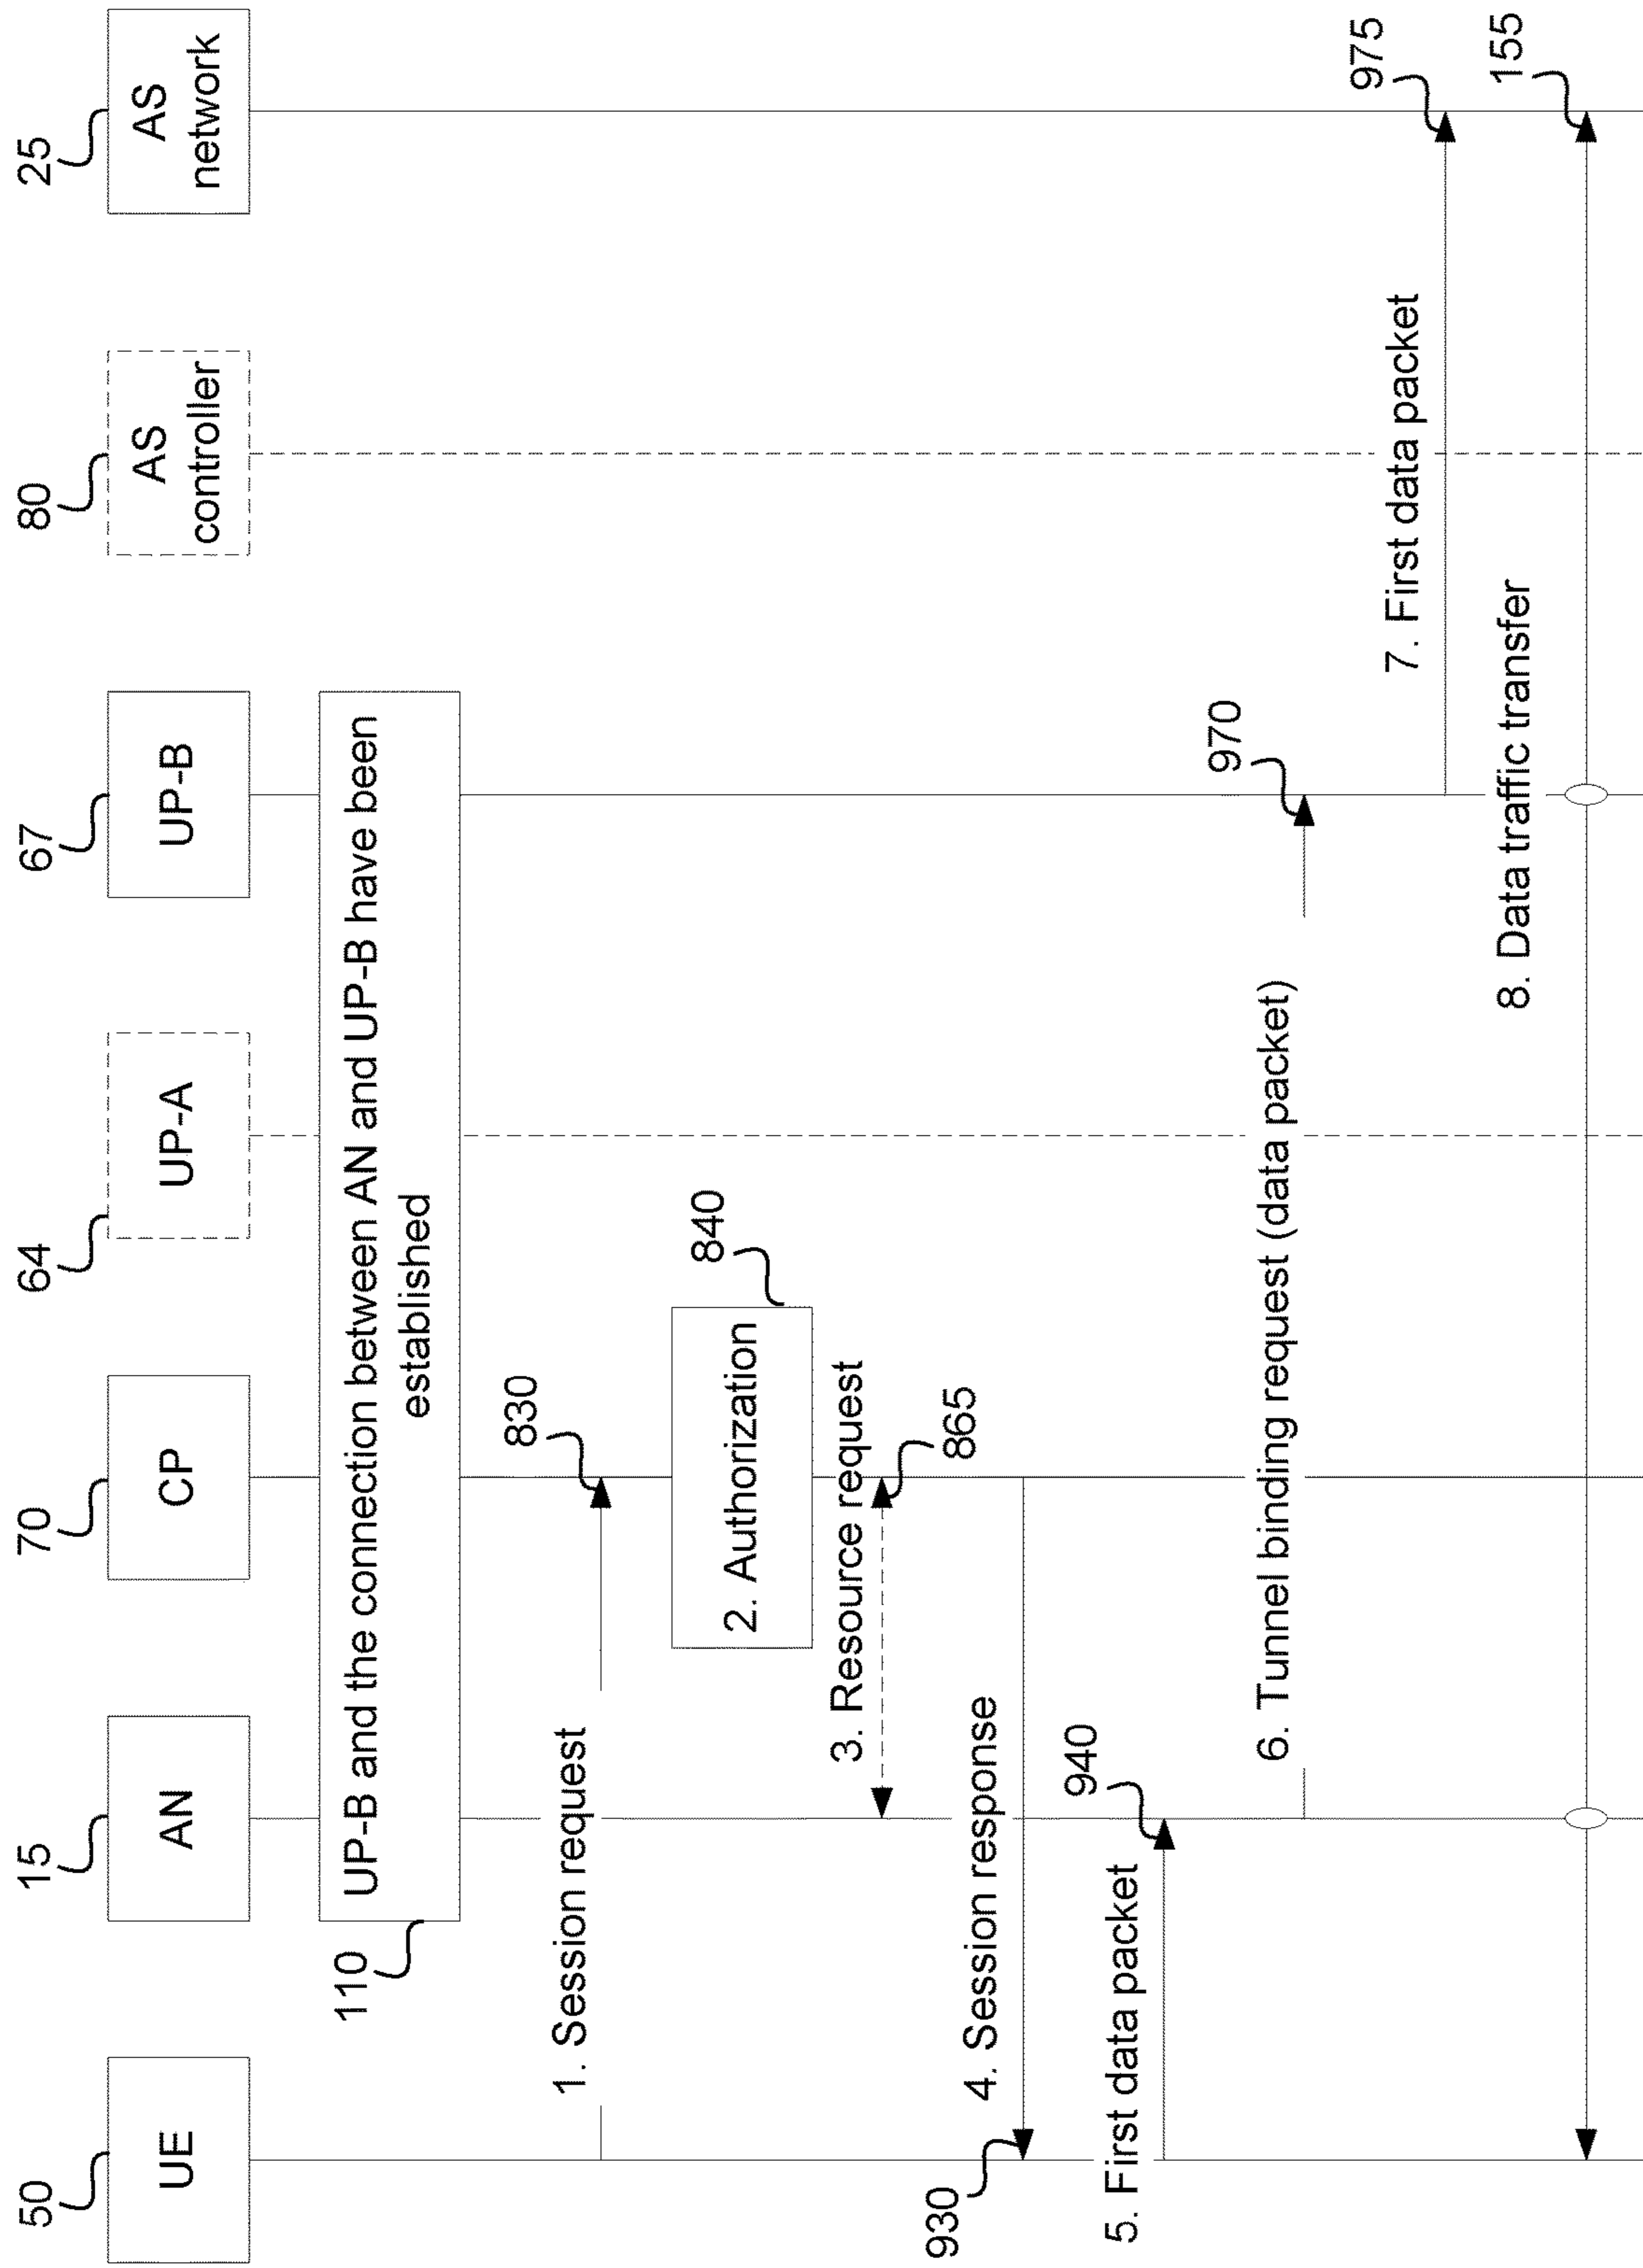 50
15
70
64
67
80
25
UE
AN
CP
UP-A
UP-B
AS
controller
AS
network
110
UP-B and the connection between AN and UP-B have been
established
1. Session request
830
2. Authorization
840
3. Resource request
865
4. Session response
930
5. First data packet
940
6. Tunnel binding request (data packet)
970
7. First data packet
975
8. Data traffic transfer
155